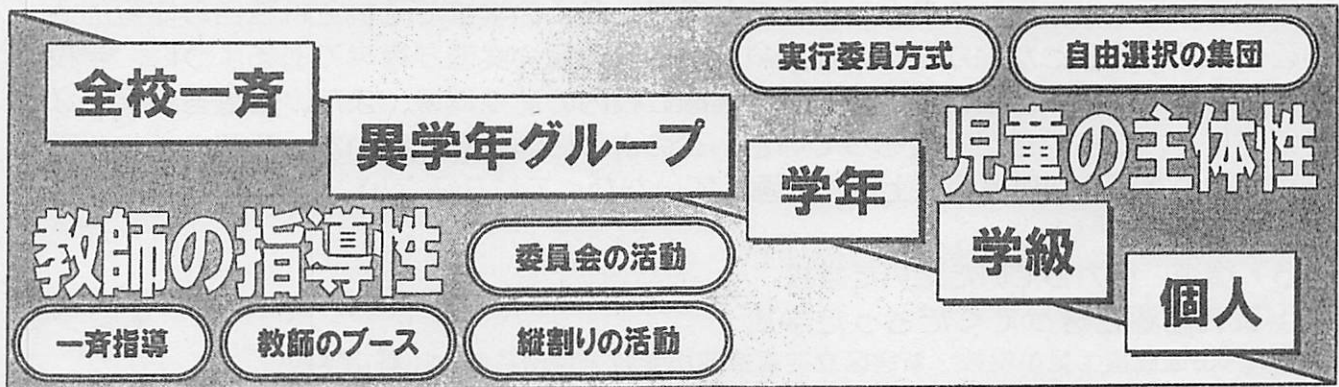 全校一斉
異学年グループ
学年
学級
個人
実行委員方式
自由選択の集団
児童の主体性
教師の指導性
委員会の活動
一斉指導
教師のブース
縦割りの活動